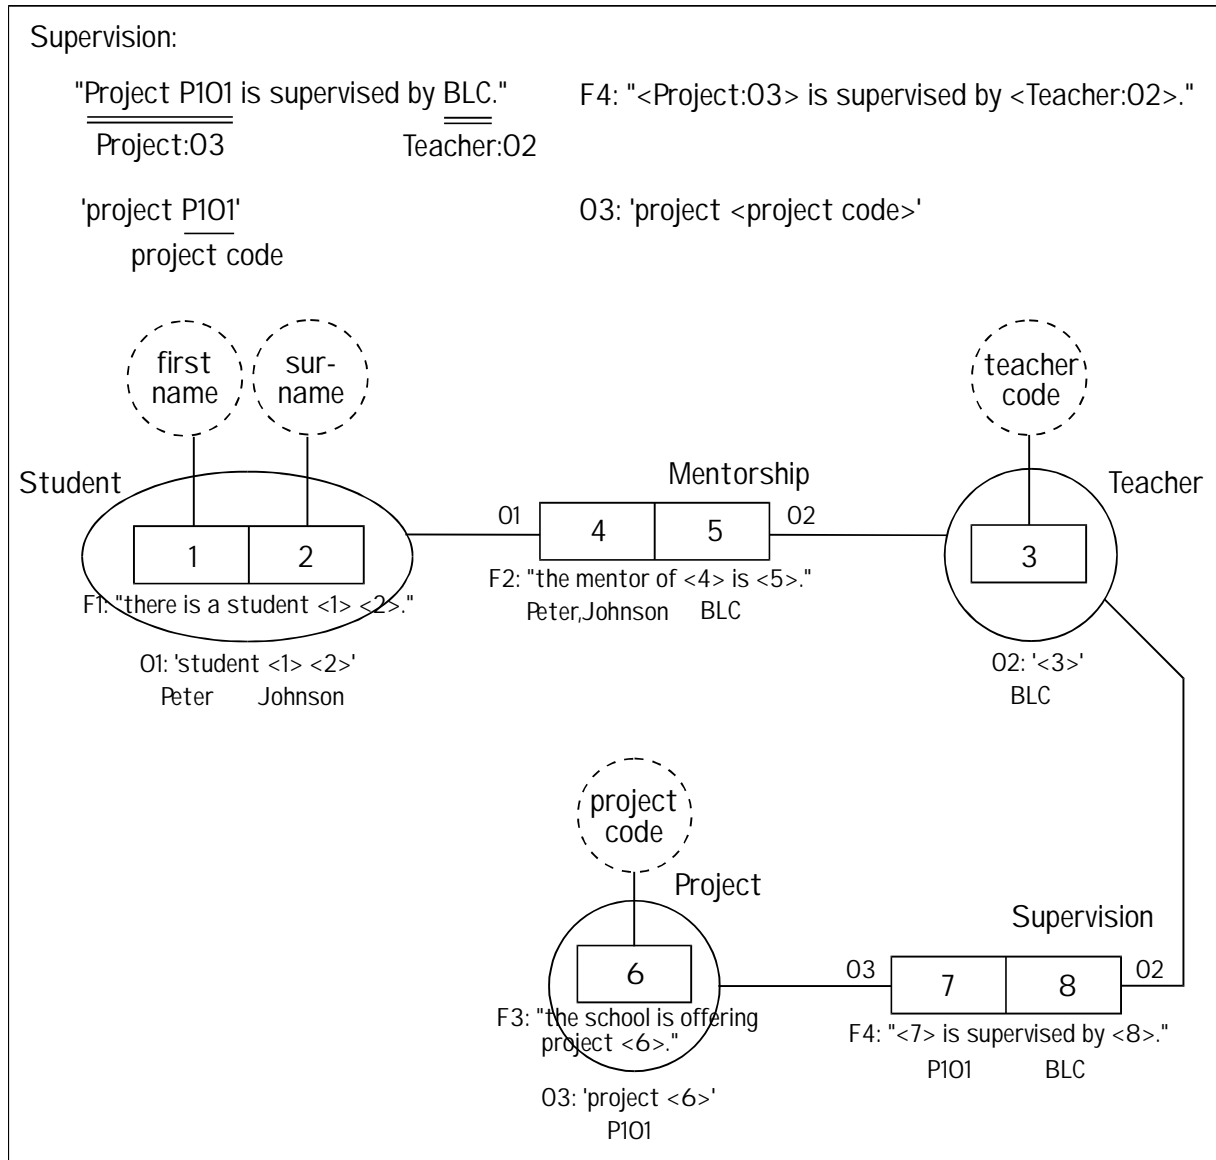 Supervision:
"Project P101 is supervised by BLC."
F4: "<Project:O3> is supervised by <Teacher:O2>."
Project:O3
Teacher:O2
'project P101'
O3: 'project <project code>'
project code
first
name
sur-
name
teacher
code
Student
Mentorship
Teacher
O1
4
5
O2
1
2
3
F1: "there is a student <1> <2>."
F2: "the mentor of <4> is <5>."
Peter,Johnson
BLC
O1: 'student <1> <2>'
Peter
Johnson
O2: '<3>'
BLC
project
code
Project
Supervision
6
O3
7
8
O2
F3: "the school is offering
project <6>."
F4: "<7> is supervised by <8>."
P101
BLC
O3: 'project <6>'
P101